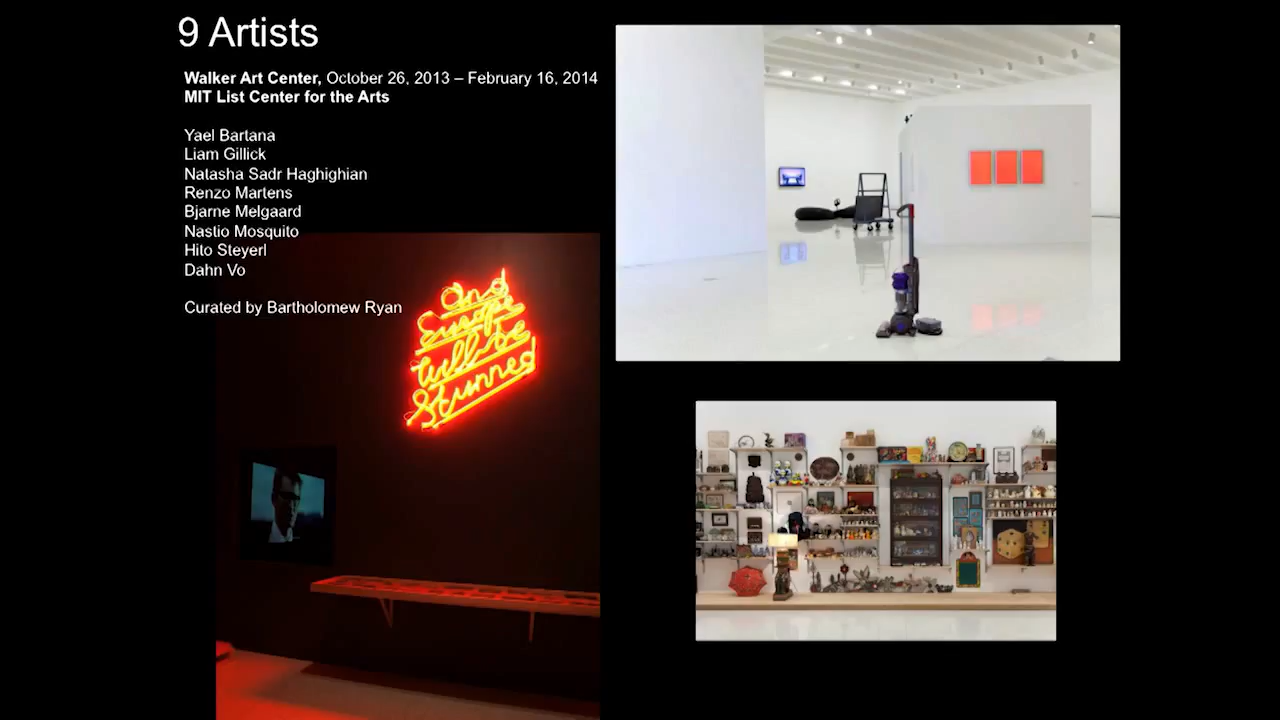 9 Artists
Walker Art Center, October 26, 2013 – February 16, 2014
MIT List Center for the Arts
Yael Bartana
Liam Gillick
Natasha Sadr Haghighian
Renzo Martens
Bjarne Melgaard
Nastio Mosquito
Hito Steyerl
Dahn Vo
Curated by Bartholomew Ryan
And
Europe
Will be
Stunned